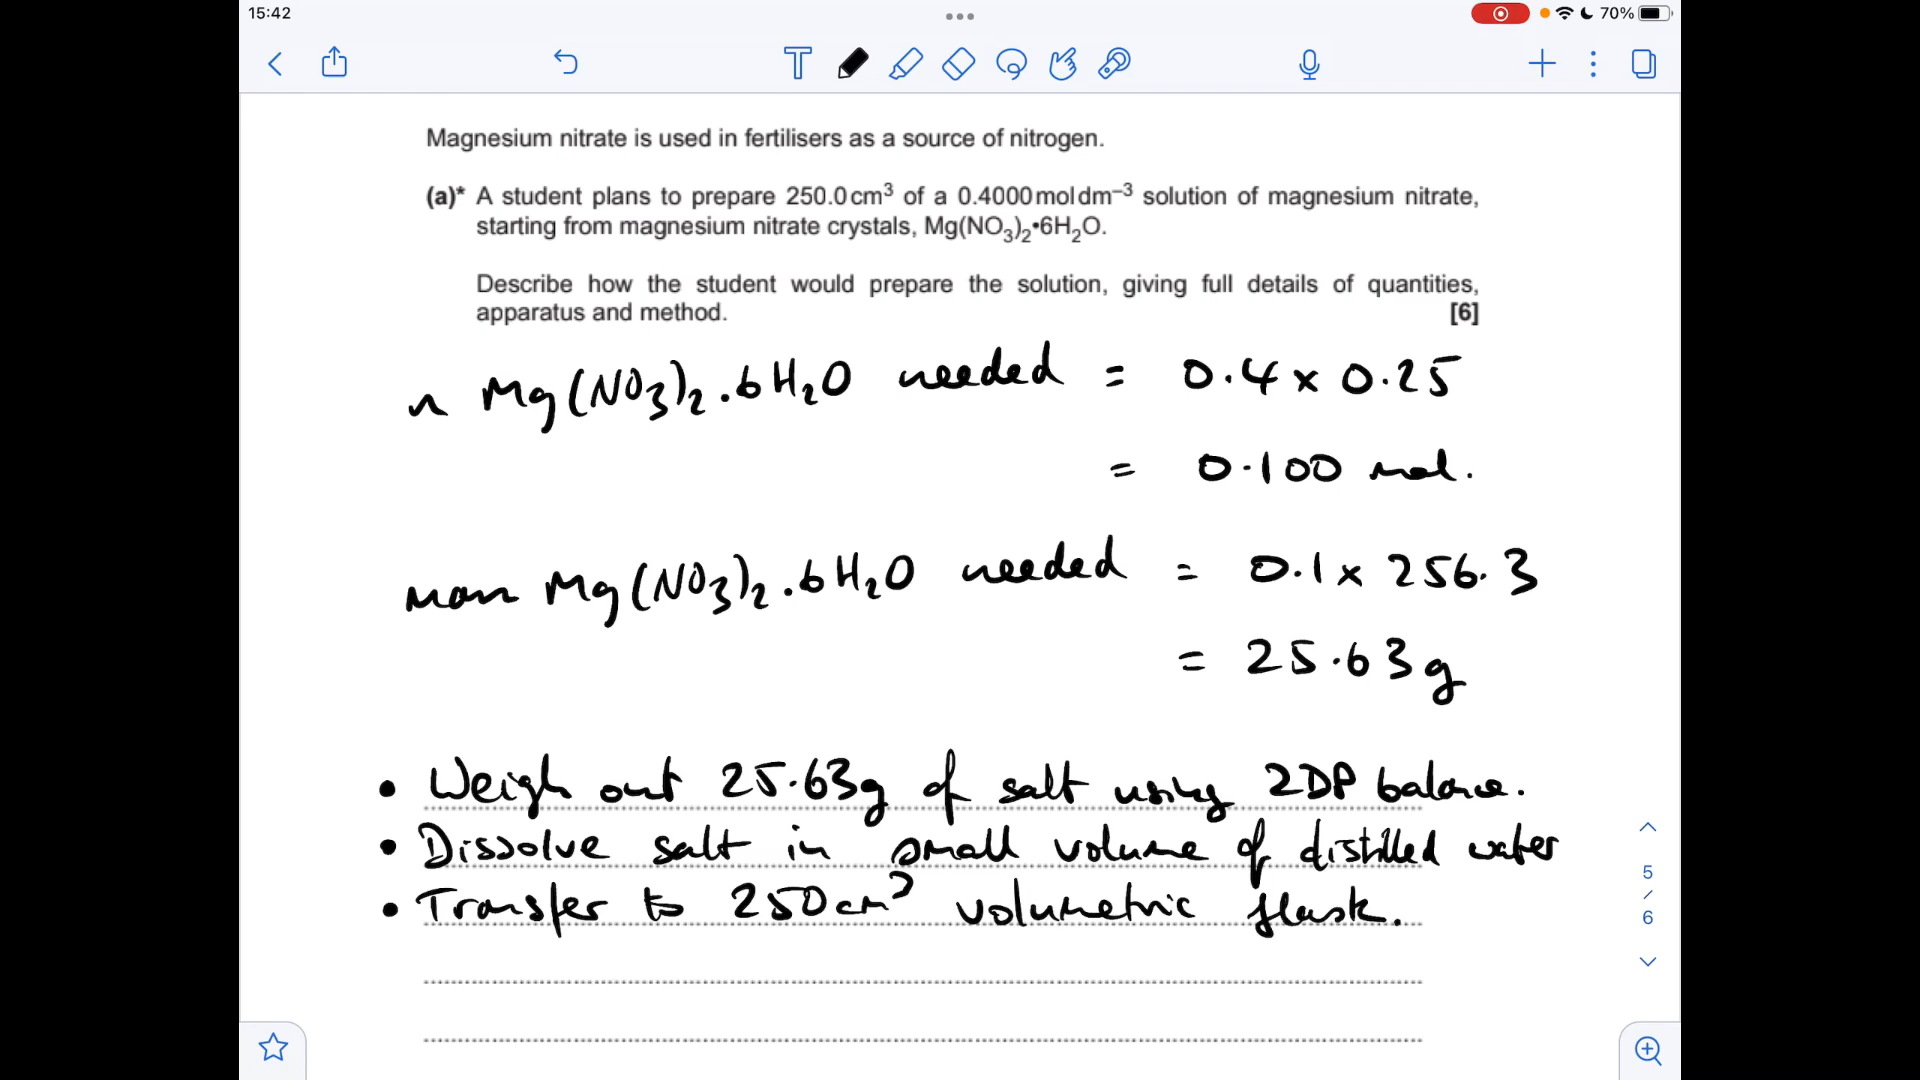 15:42
70%
Magnesium nitrate is used in fertilisers as a source of nitrogen.
(a)* A student plans to prepare 250.0 cm³ of a 0.4000 mol dm⁻³ solution of magnesium nitrate,
starting from magnesium nitrate crystals, Mg(NO₃)₂•6H₂O.
Describe how the student would prepare the solution, giving full details of quantities,
apparatus and method. [6]
n Mg(NO₃)₂.6H₂O needed = 0.4 x 0.25
= 0.100 mol.
mass Mg(NO₃)₂.6H₂O needed = 0.1 x 256.3
= 25.63g
• Weigh out 25.63g of salt using 2DP balance.
• Dissolve salt in small volume of distilled water
• Transfer to 250cm³ volumetric flask.
5
/
6